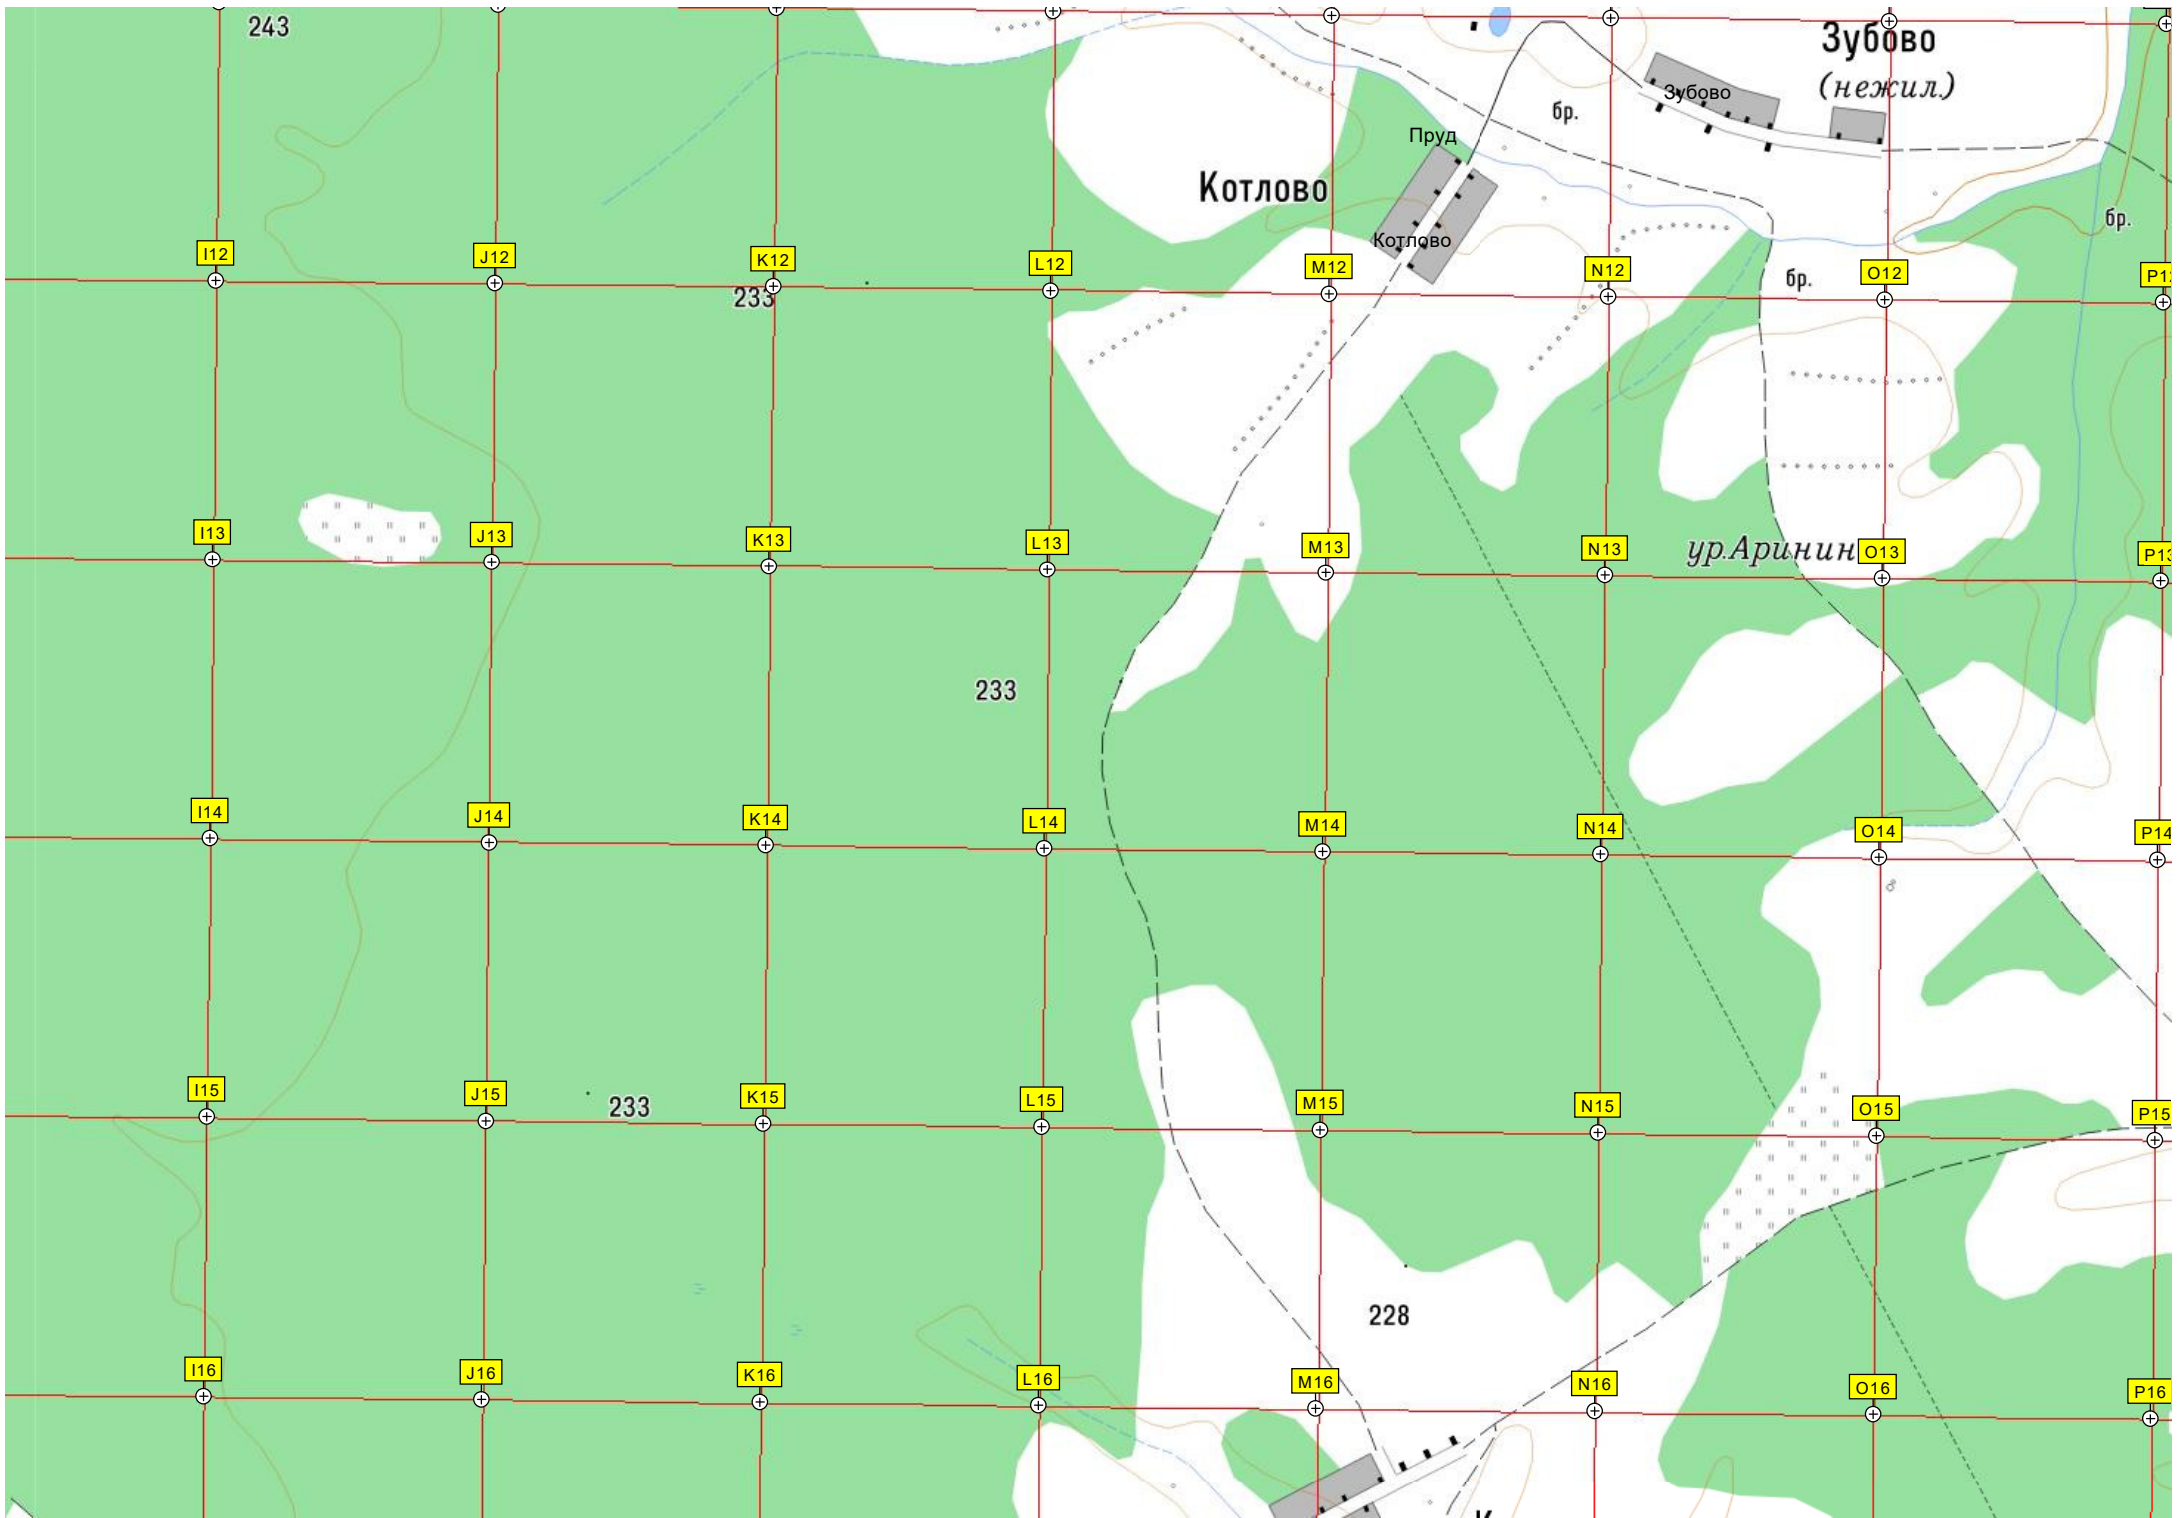 243
Зубово
(нежил.)
Зубово
бр.
Пруд
Котлово
Котлово
бр.
бр.
I12
J12
K12
L12
M12
N12
O12
233
I13
J13
K13
L13
M13
N13
ур.Аринин
O13
P13
233
I14
J14
K14
L14
M14
N14
O14
P14
I15
J15
233
K15
L15
M15
N15
O15
P15
228
I16
J16
K16
L16
M16
N16
O16
P16